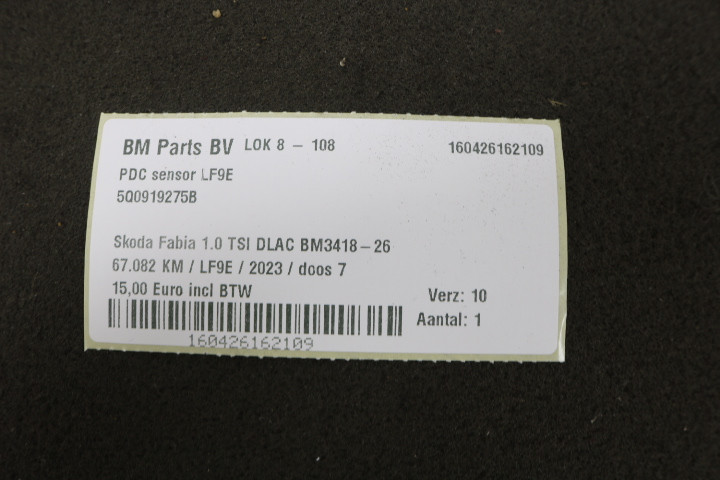 BM Parts BV LOK 8 - 108 160426162109
PDC sensor LF9E
5Q0919275B
Skoda Fabia 1.0 TSI DLAC BM3418-26
67.082 KM / LF9E / 2023 / doos 7
15,00 Euro incl BTW Verz: 10
Aantal: 1
160426162109